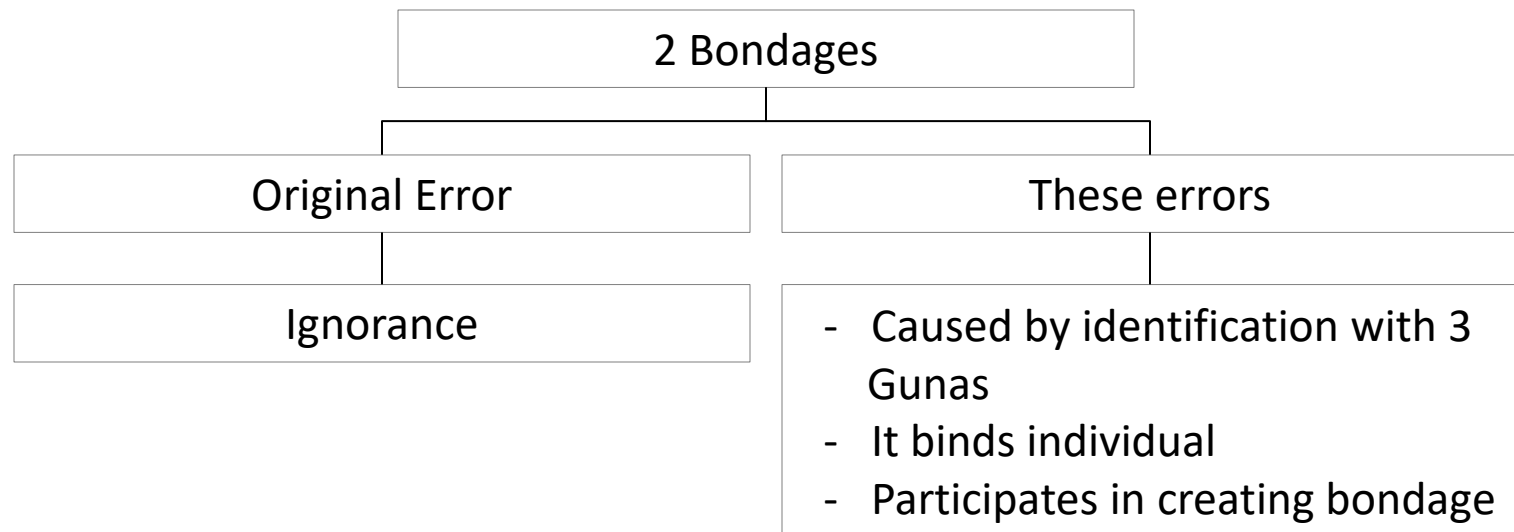 2 Bondages
Original Error
These errors
Ignorance
- Caused by identification with 3
Gunas
- It binds individual
- Participates in creating bondage